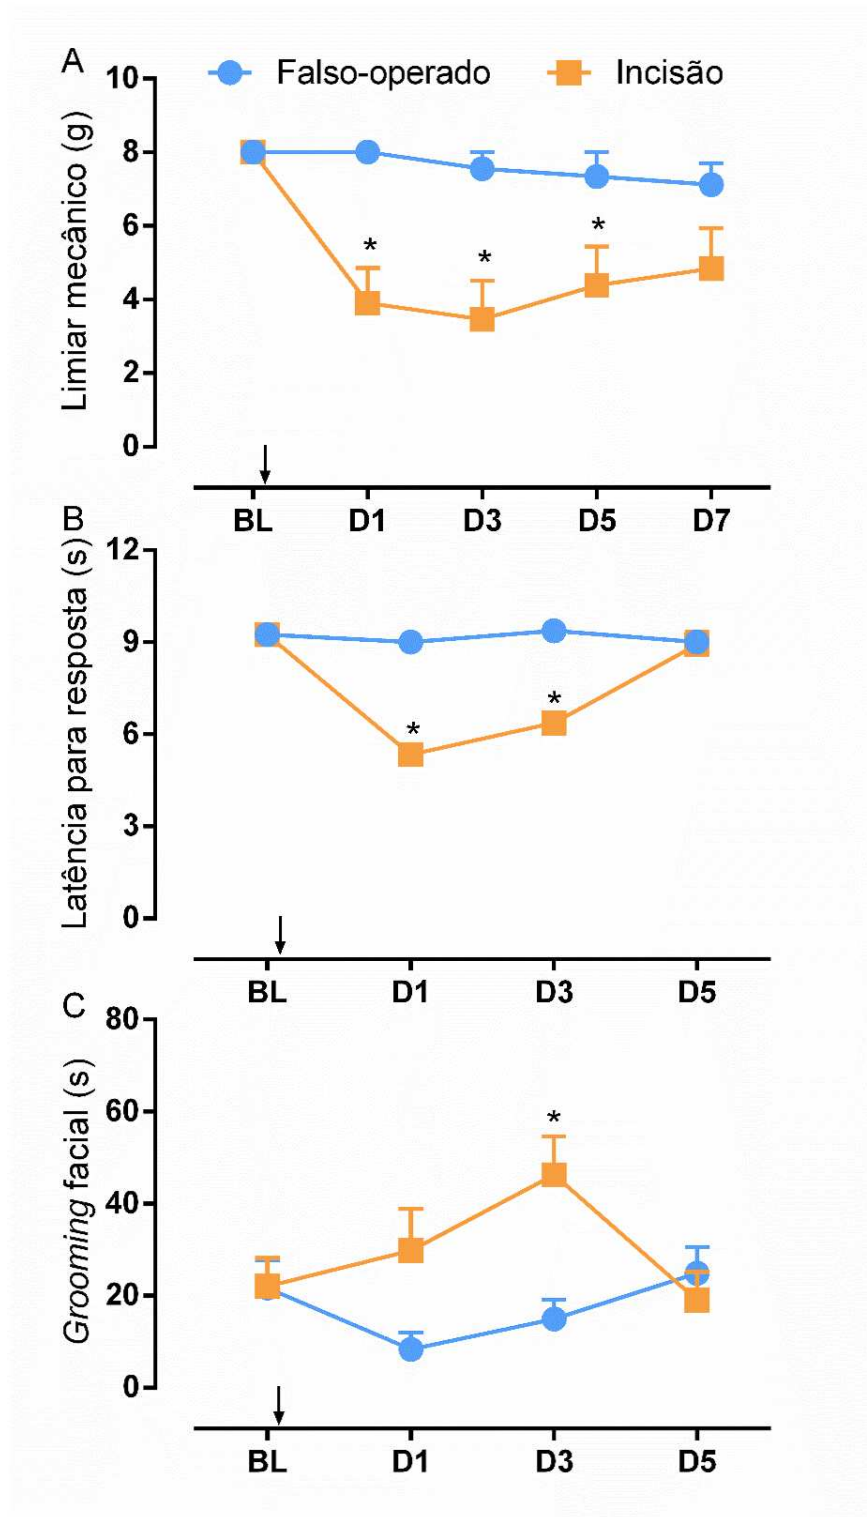 A
Falso-operado
Incisão
Limiar mecânico (g)
10
8
6
4
2
0
*
*
*
BL
D1
D3
D5
D7
B
Latência para resposta (s)
12
9
6
3
0
*
*
BL
D1
D3
D5
C
Grooming facial (s)
80
60
40
20
0
*
BL
D1
D3
D5